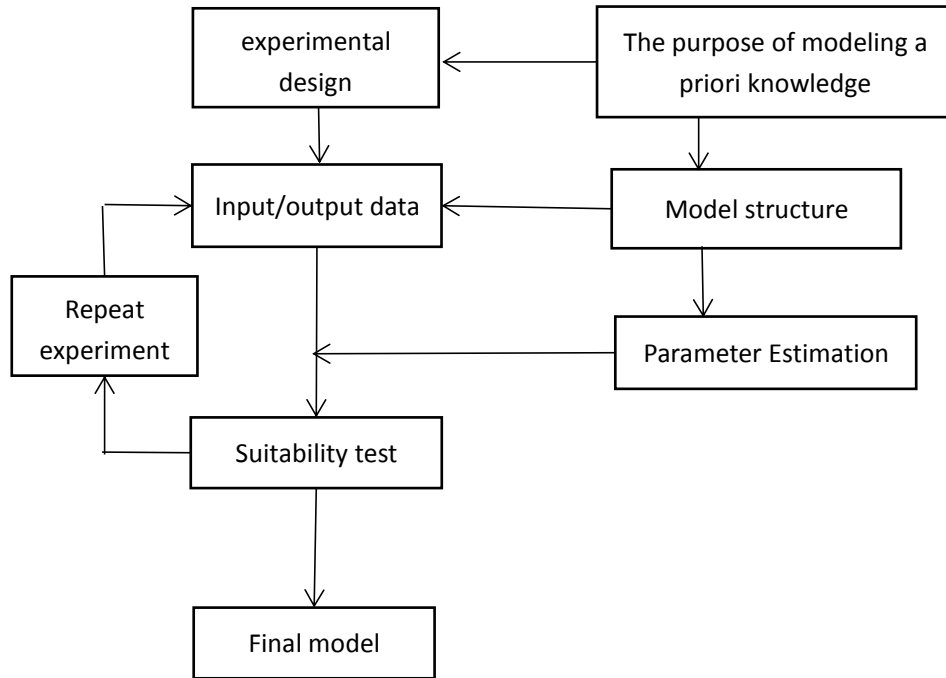 experimental
design
The purpose of modeling a
priori knowledge
Input/output data
Model structure
Repeat
experiment
Parameter Estimation
Suitability test
Final model